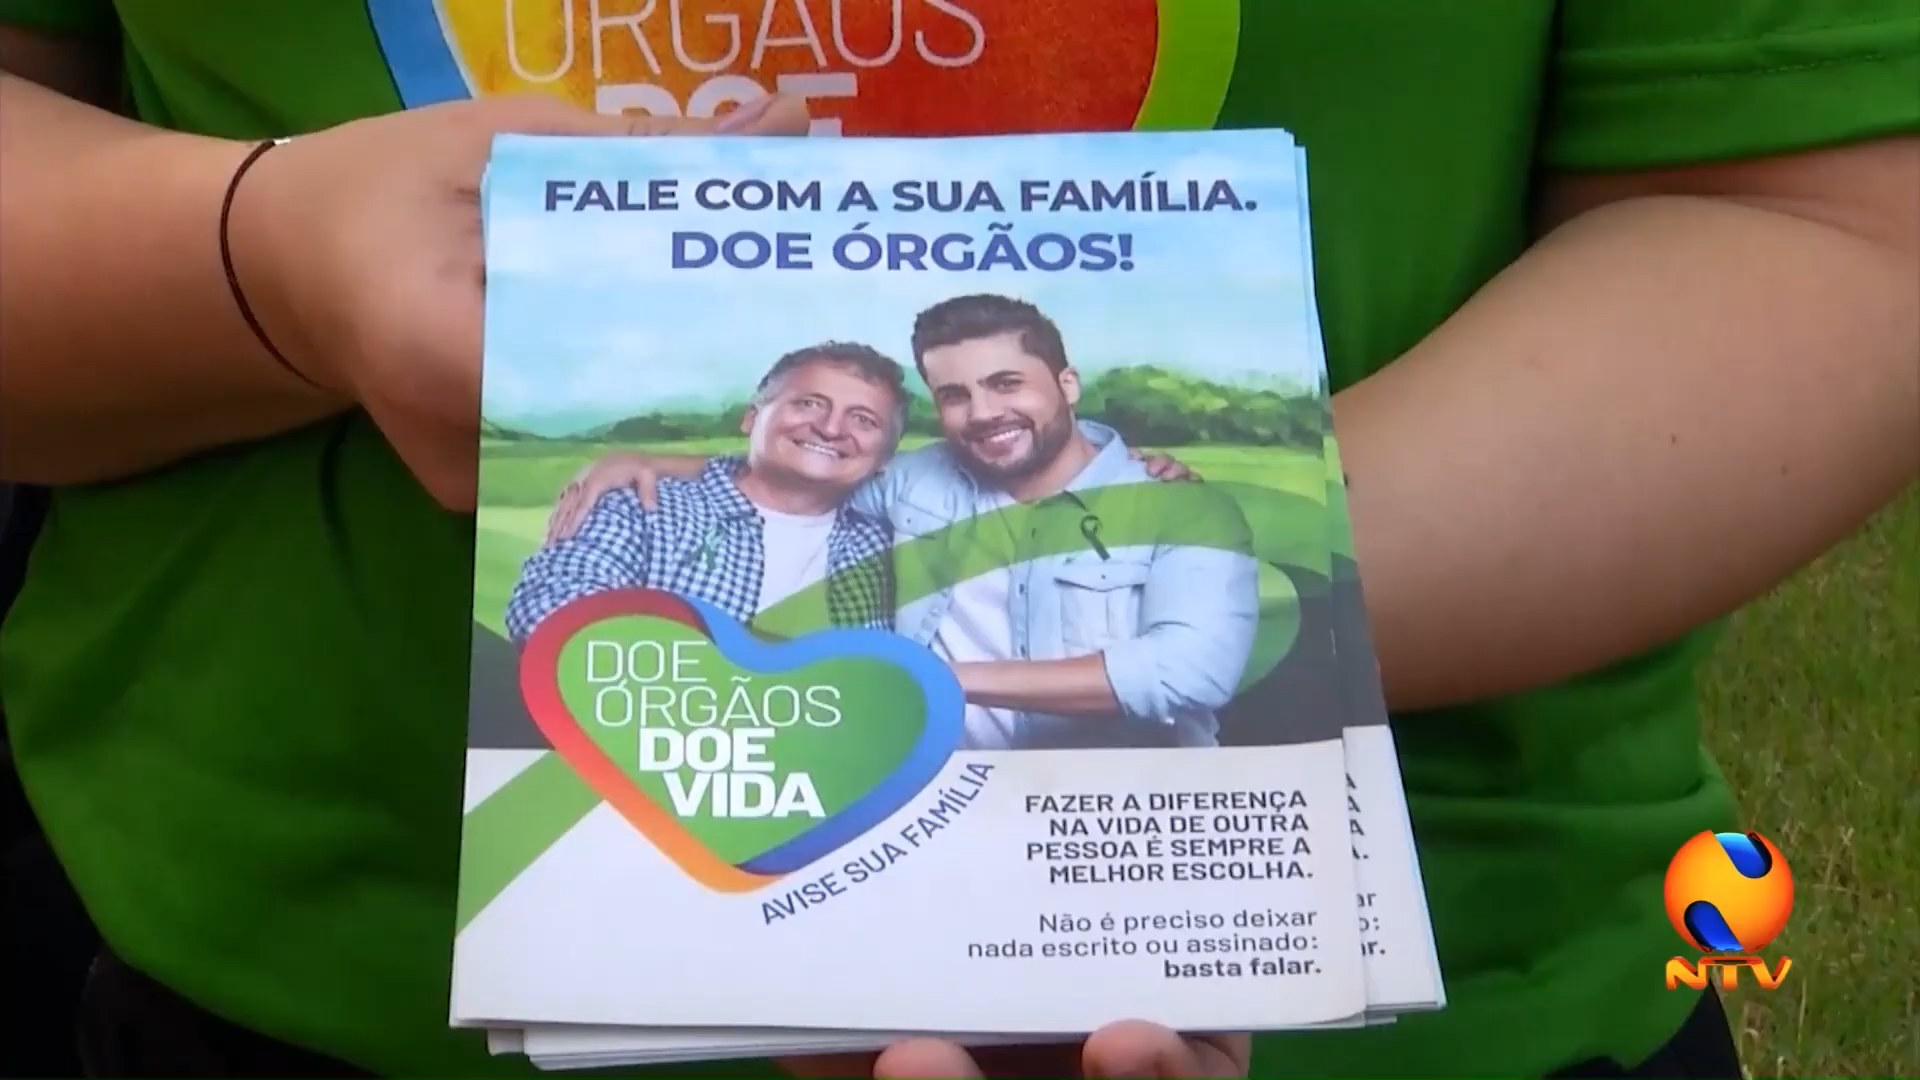 ÓRGÃOS
DOE
FALE COM A SUA FAMÍLIA.
DOE ÓRGÃOS!
DOE
ÓRGÃOS
DOE
VIDA
AVISE SUA FAMÍLIA
FAZER A DIFERENÇA
NA VIDA DE OUTRA
PESSOA É SEMPRE A
MELHOR ESCOLHA.
Não é preciso deixar
nada escrito ou assinado:
basta falar.
NTV